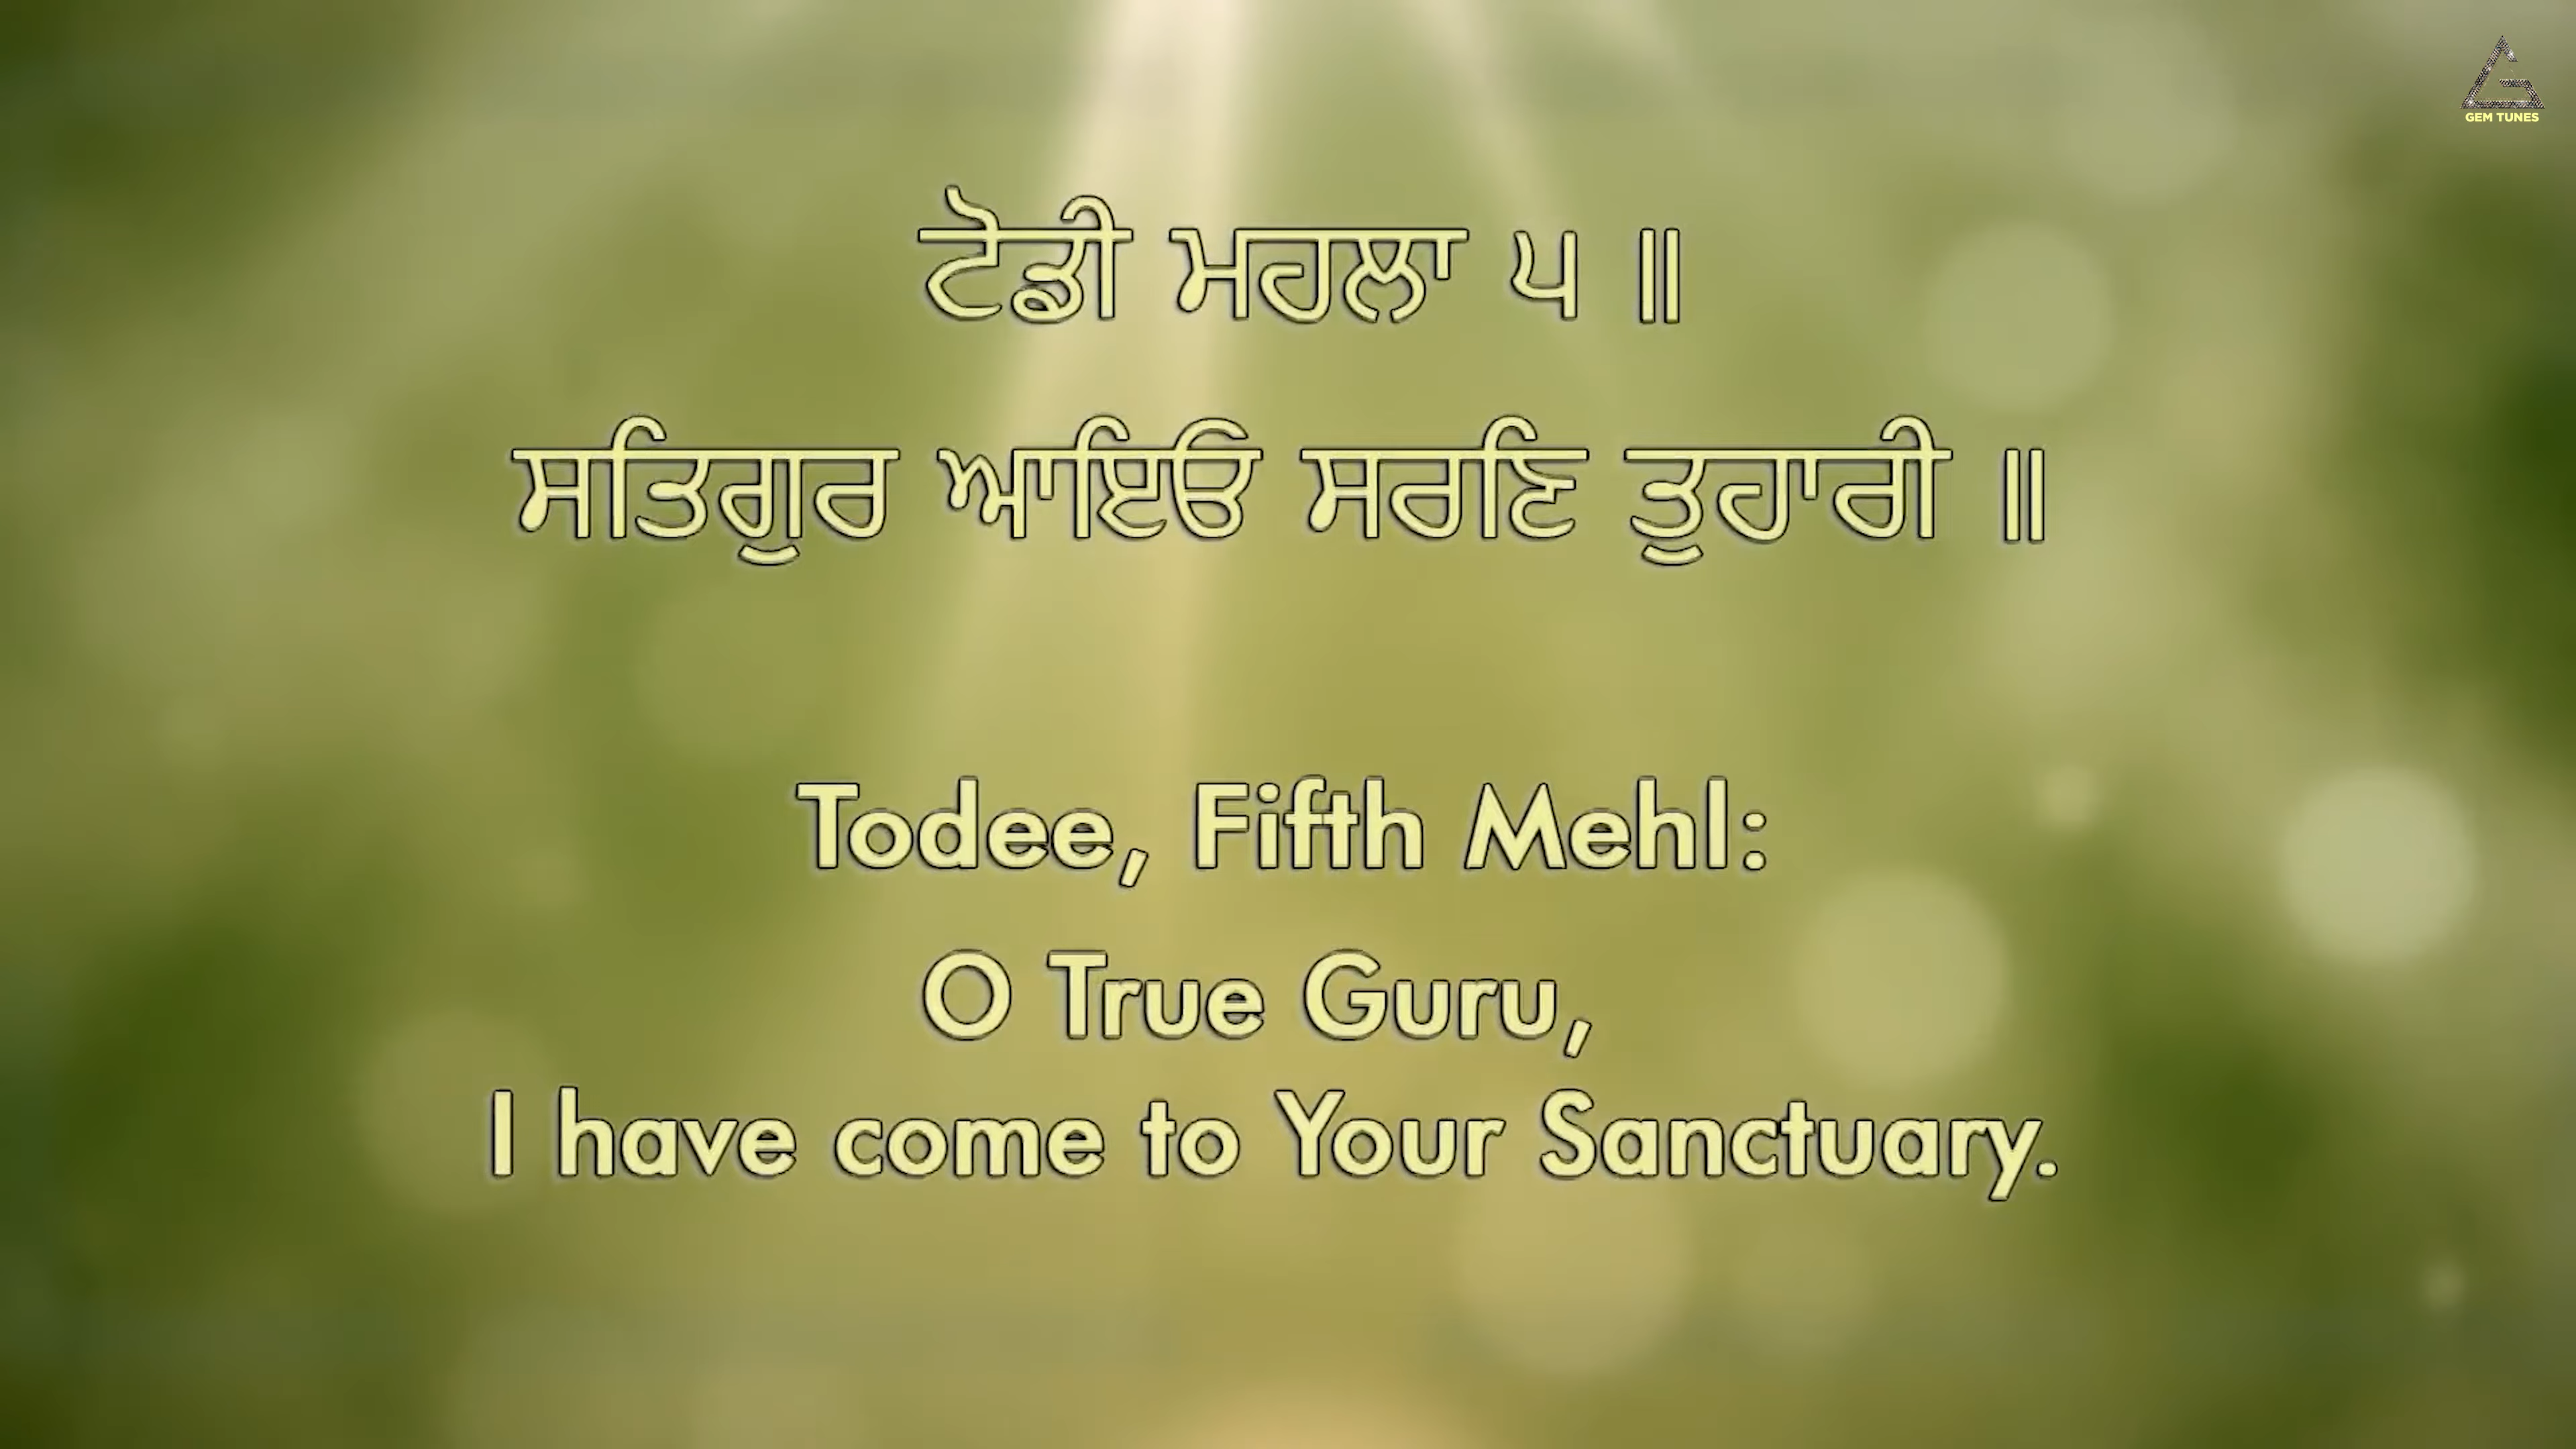 GEM TUNES
ਟੋਡੀ ਮਹਲਾ ੫ ॥
ਸਤਿਗੁਰ ਆਇਓ ਸਰਣਿ ਤੁਹਾਰੀ ॥
Todee, Fifth Mehl:
O True Guru,
I have come to Your Sanctuary.